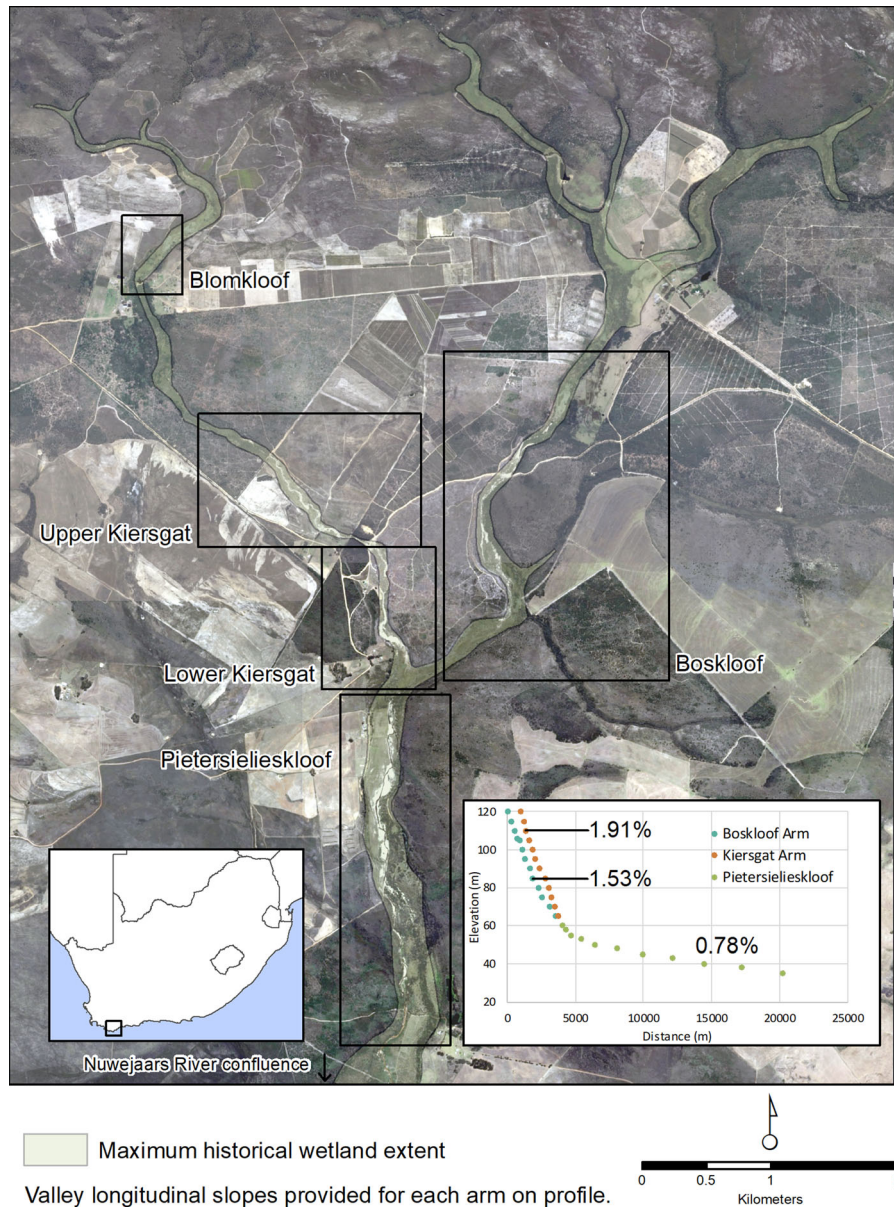 Blomkloof
Upper Kiersgat
Lower Kiersgat
Boskloof
Pietersielieskloof
120
100
80
60
40
20
Elevation (m)
1.91%
1.53%
0.78%
Boskloof Arm
Kiersgat Arm
Pietersielieskloof
0
5000
10000
15000
20000
25000
Distance (m)
Nuwejaars River confluence
Maximum historical wetland extent
Valley longitudinal slopes provided for each arm on profile.
0
0.5
1
Kilometers